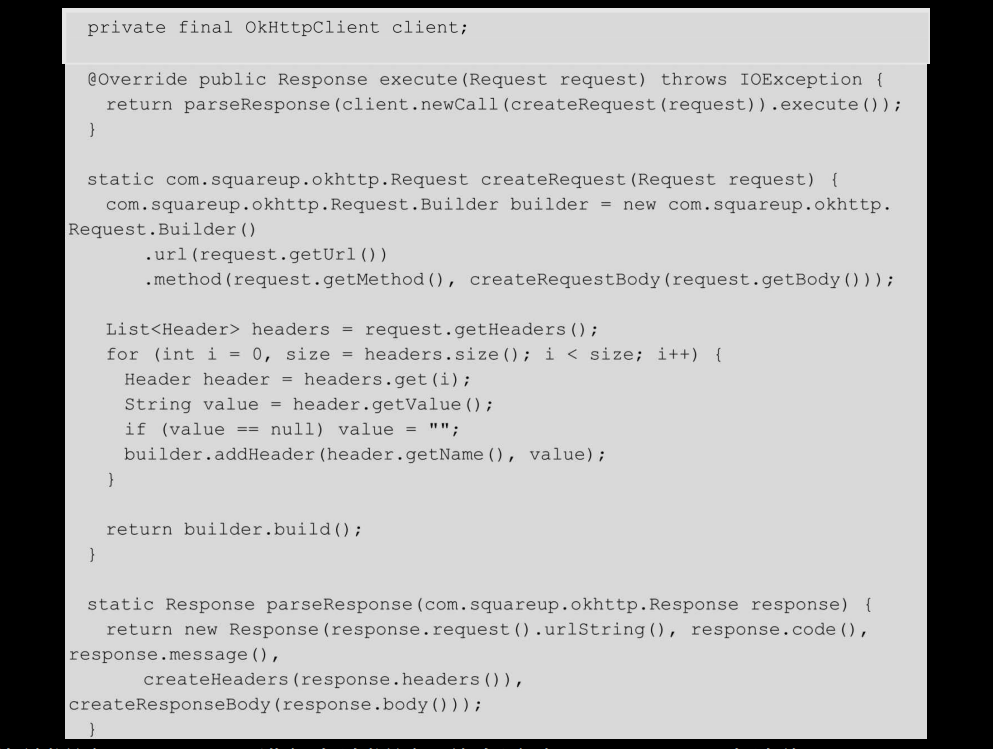 private final OkHttpClient client;
@Override public Response execute(Request request) throws IOException {
return parseResponse(client.newCall(createRequest(request)).execute());
}
static com.squareup.okhttp.Request createRequest(Request request) {
com.squareup.okhttp.Request.Builder builder = new com.squareup.okhttp.
Request.Builder()
.url(request.getUrl())
.method(request.getMethod(), createRequestBody(request.getBody()));
List<Header> headers = request.getHeaders();
for (int i = 0, size = headers.size(); i < size; i++) {
Header header = headers.get(i);
String value = header.getValue();
if (value == null) value = "";
builder.addHeader(header.getName(), value);
}
return builder.build();
}
static Response parseResponse(com.squareup.okhttp.Response response) {
return new Response(response.request().urlString(), response.code(),
response.message(),
createHeaders(response.headers()),
createResponseBody(response.body()));
}